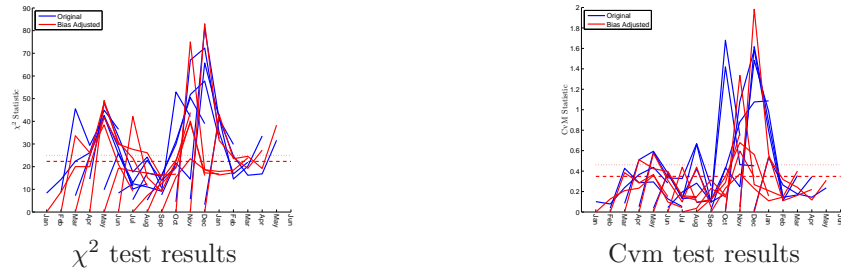 90
80
70
60
50
40
30
20
10
0
χ² Statistic
Original
Bias Adjusted
Jan
Feb
Mar
Apr
May
Jun
Jul
Aug
Sep
Oct
Nov
Dec
Jan
Feb
Mar
Apr
May
Jun
χ² test results
2
1.8
1.6
1.4
1.2
1
0.8
0.6
0.4
0.2
0
CvM Statistic
Original
Bias Adjusted
Jan
Feb
Mar
Apr
May
Jun
Jul
Aug
Sep
Oct
Nov
Dec
Jan
Feb
Mar
Apr
May
Jun
Cvm test results